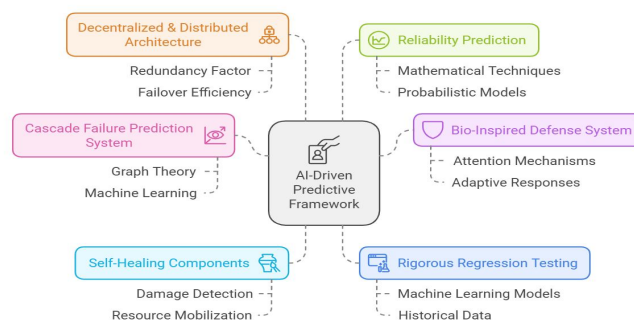 Decentralized & Distributed
Architecture
Redundancy Factor
Failover Efficiency
Cascade Failure Prediction
System
Graph Theory
Machine Learning
Self-Healing Components
Damage Detection
Resource Mobilization
AI-Driven
Predictive
Framework
Reliability Prediction
Mathematical Techniques
Probabilistic Models
Bio-Inspired Defense System
Attention Mechanisms
Adaptive Responses
Rigorous Regression Testing
Machine Learning Models
Historical Data